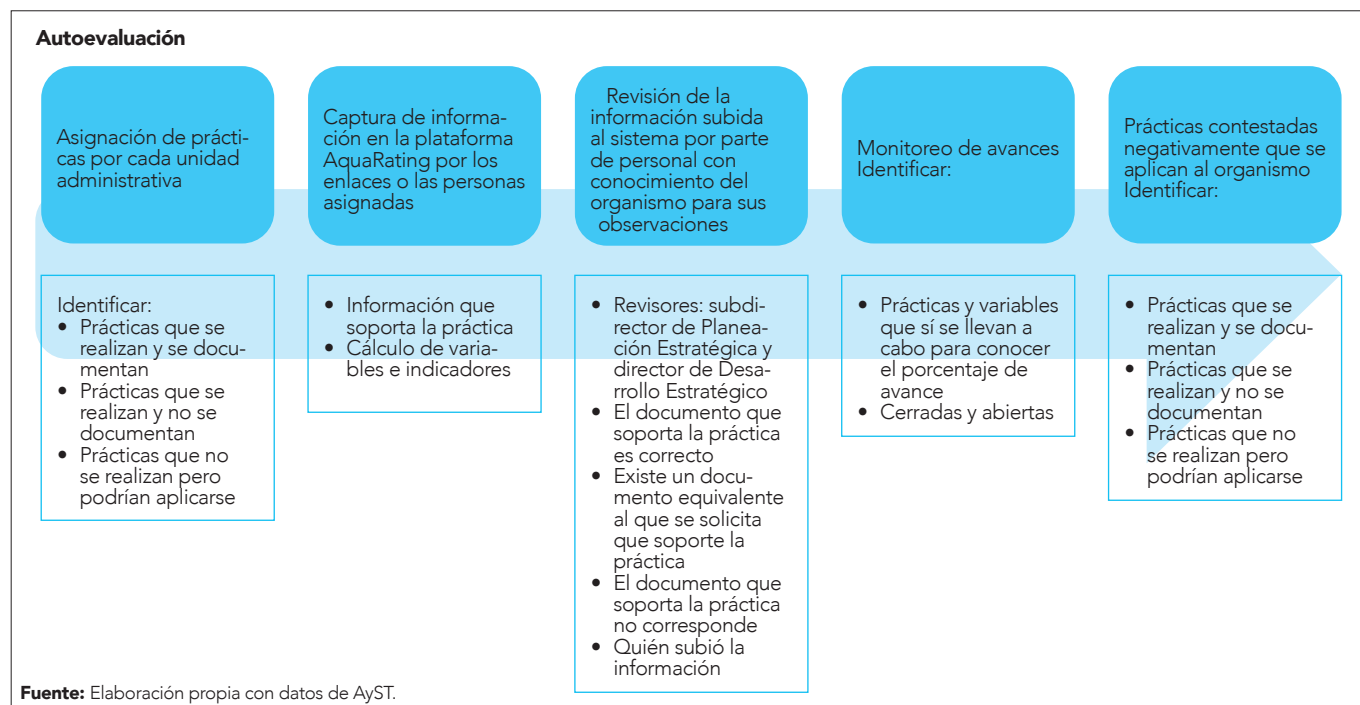 Autoevaluación
Asignación de prácti-
cas por cada unidad
administrativa
Captura de informa-
ción en la plataforma
AquaRating por los
enlaces o las personas
asignadas
Revisión de la
información subida
al sistema por parte
de personal con
conocimiento del
organismo para sus
observaciones
Monitoreo de avances
Identificar:
Prácticas contestadas
negativamente que se
aplican al organismo
Identificar:
Identificar:
• Prácticas que se
realizan y se docu-
mentan
• Prácticas que se
realizan y no se
documentan
• Prácticas que no
se realizan pero
podrían aplicarse
• Información que
soporta la práctica
• Cálculo de varia-
bles e indicadores
• Revisores: subdi-
rector de Planea-
ción Estratégica y
director de Desa-
rrollo Estratégico
• El documento que
soporta la práctica
es correcto
• Existe un docu-
mento equivalente
al que se solicita
que soporte la
práctica
• El documento que
soporta la práctica
no corresponde
• Quién subió la
información
• Prácticas y variables
que sí se llevan a
cabo para conocer
el porcentaje de
avance
• Cerradas y abiertas
• Prácticas que se
realizan y se docu-
mentan
• Prácticas que se
realizan y no se
documentan
• Prácticas que no
se realizan pero
podrían aplicarse
Fuente: Elaboración propia con datos de AyST.